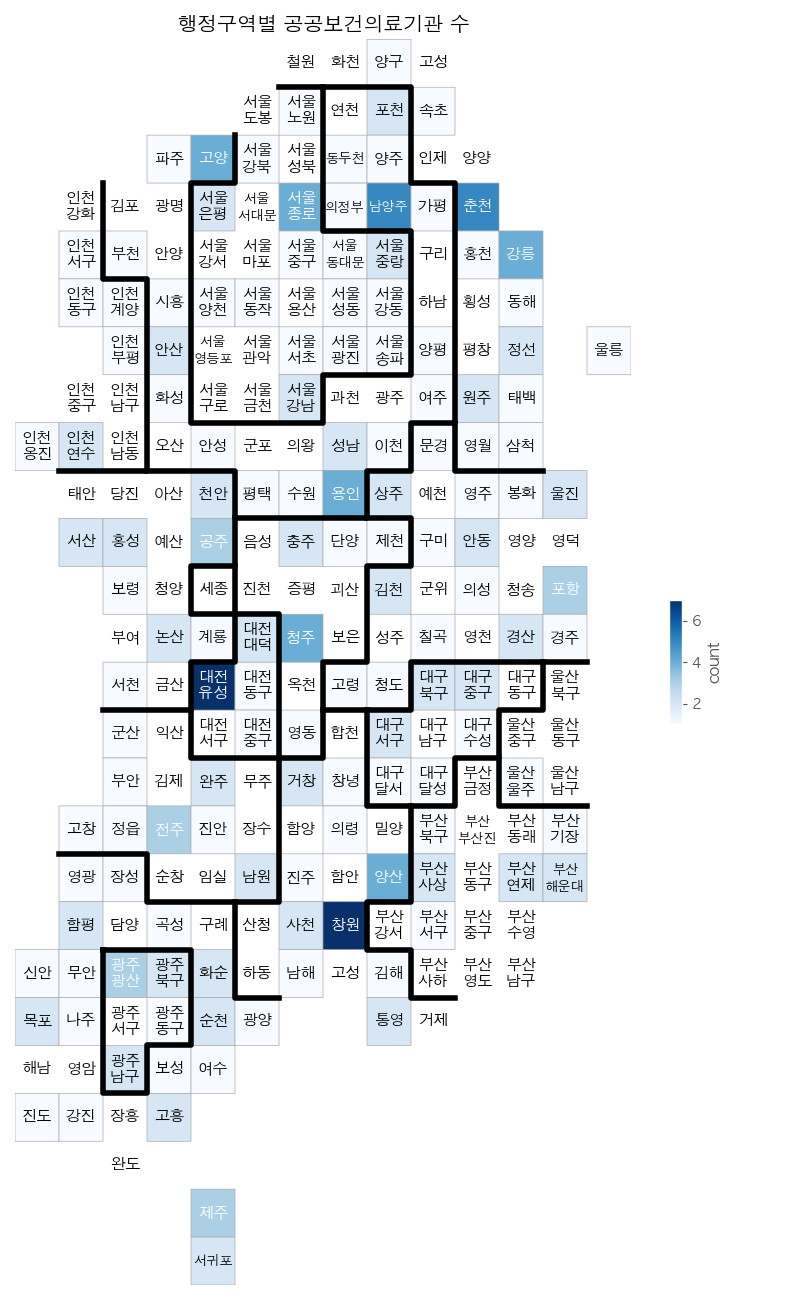 행정구역별 공공보건의료기관 수
철원 화천 양구 고성
서울 서울 연천 포천 속초
도봉 노원
파주 고양 서울 서울 동두천 양주 인제 양양
강북 성북
인천 김포 광명 서울 서울 서울 의정부 남양주 가평 춘천
강화 은평 서대문 종로
인천 부천 안양 서울 서울 서울 서울 서울 구리 홍천 강릉
서구 강서 마포 중구 동대문 중랑
인천 인천 시흥 서울 서울 서울 서울 서울 하남 횡성 동해
동구 계양 양천 동작 용산 성동 강동
인천 안산 서울 서울 서울 서울 서울 양평 평창 정선 울릉
부평 영등포 관악 서초 광진 송파
인천 인천 화성 서울 서울 서울 과천 광주 여주 원주 태백
중구 남구 구로 금천 강남
인천 인천 인천 오산 안성 군포 의왕 성남 이천 문경 영월 삼척
옹진 연수 남동
태안 당진 아산 천안 평택 수원 용인 상주 예천 영주 봉화 울진
서산 홍성 예산 공주 음성 충주 단양 제천 구미 안동 영양 영덕
보령 청양 세종 진천 증평 괴산 김천 군위 의성 청송 포항
부여 논산 계룡 대전 청주 보은 성주 칠곡 영천 경산 경주
대덕
서천 금산 대전 대전 옥천 고령 청도 대구 대구 대구 울산
유성 동구 북구 중구 동구 북구
군산 익산 대전 대전 영동 합천 대구 대구 대구 울산 울산
서구 중구 서구 남구 수성 중구 동구
부안 김제 완주 무주 거창 창녕 대구 대구 부산 울산 울산
달서 달성 금정 울주 남구
고창 정읍 전주 진안 장수 함양 의령 밀양 부산 부산 부산 부산
북구 부산진 동래 기장
영광 장성 순창 임실 남원 진주 함안 양산 부산 부산 부산 부산
사상 동구 연제 해운대
함평 담양 곡성 구례 산청 사천 창원 부산 부산 부산 부산
강서 서구 중구 수영
신안 무안 광주 광주 화순 하동 남해 고성 김해 부산 부산 부산
광산 북구 사하 영도 남구
목포 나주 광주 광주 순천 광양 통영 거제
서구 동구
해남 영암 광주 보성 여수
남구
진도 강진 장흥 고흥
완도
제주
서귀포
6
4
2
count